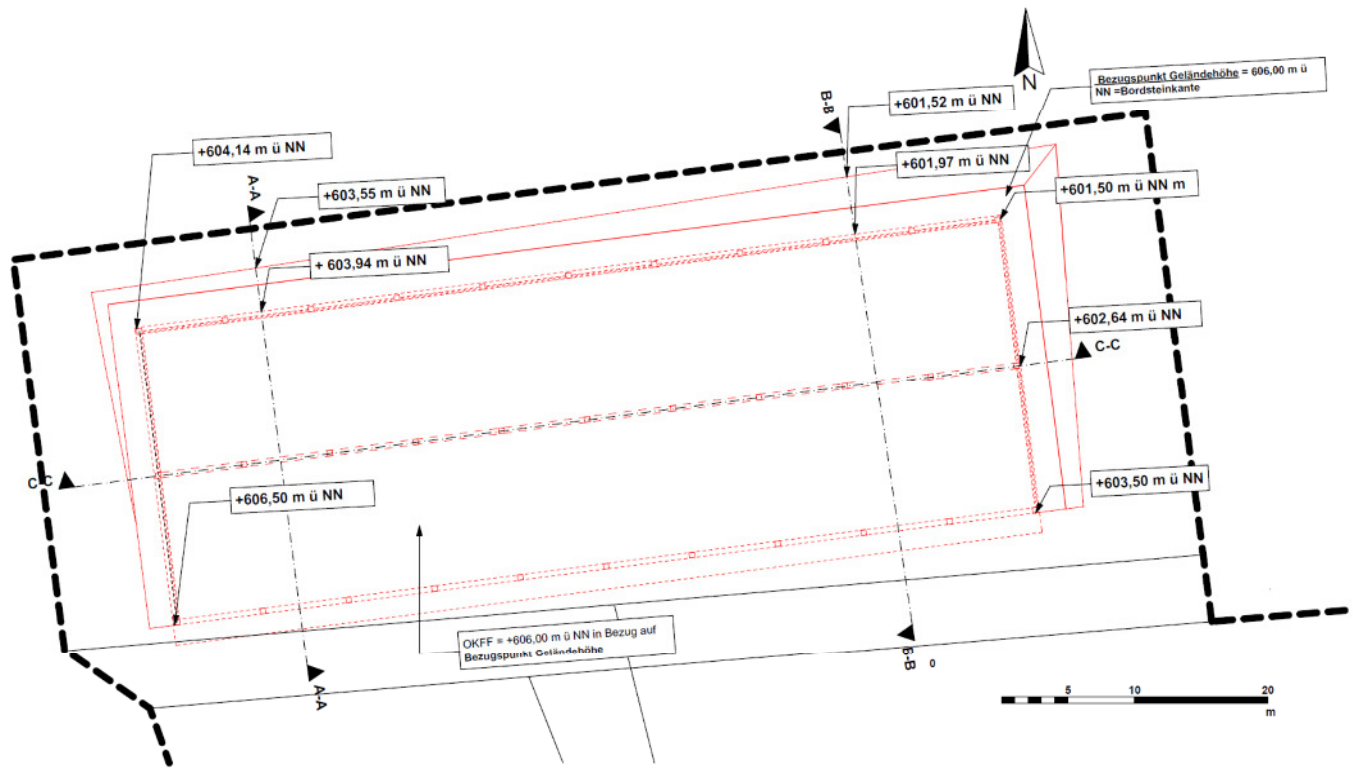 N
Bezugspunkt Geländehöhe = 606,00 m ü
NN =Bordsteinkante
B-B
+601,52 m ü NN
+604,14 m ü NN
+601,97 m ü NN
A-A
+603,55 m ü NN
+601,50 m ü NN m
+ 603,94 m ü NN
+602,64 m ü NN
C-C
C-C
+606,50 m ü NN
+603,50 m ü NN
OKFF = +606,00 m ü NN in Bezug auf
Bezugspunkt Geländehöhe
B-B
0
A-A
5 10 20
m